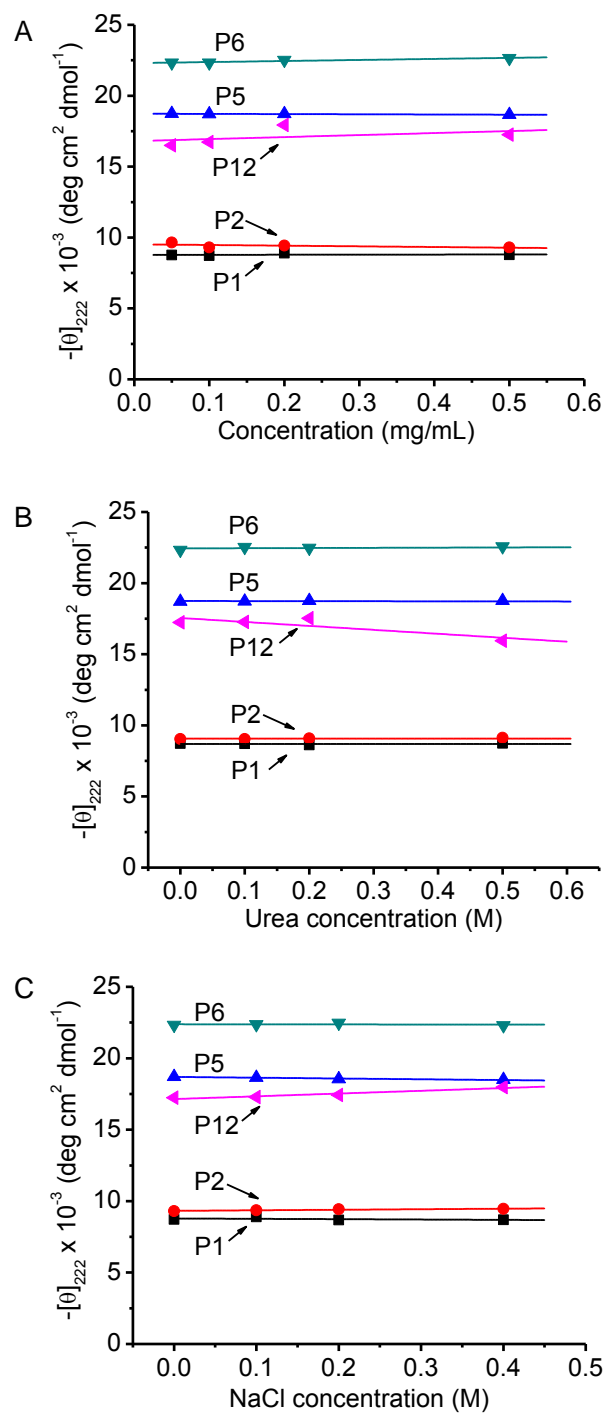 A
-[θ]₂₂₂ x 10⁻³ (deg cm² dmol⁻¹)
25
20
15
10
5
0
P6
P5
P12
P2
P1
0.0 0.1 0.2 0.3 0.4 0.5 0.6
Concentration (mg/mL)
B
-[θ]₂₂₂ x 10⁻³ (deg cm² dmol⁻¹)
25
20
15
10
5
0
P6
P5
P12
P2
P1
0.0 0.1 0.2 0.3 0.4 0.5 0.6
Urea concentration (M)
C
-[θ]₂₂₂ x 10⁻³ (deg cm² dmol⁻¹)
25
20
15
10
5
0
P6
P5
P12
P2
P1
0.0 0.1 0.2 0.3 0.4 0.5
NaCl concentration (M)